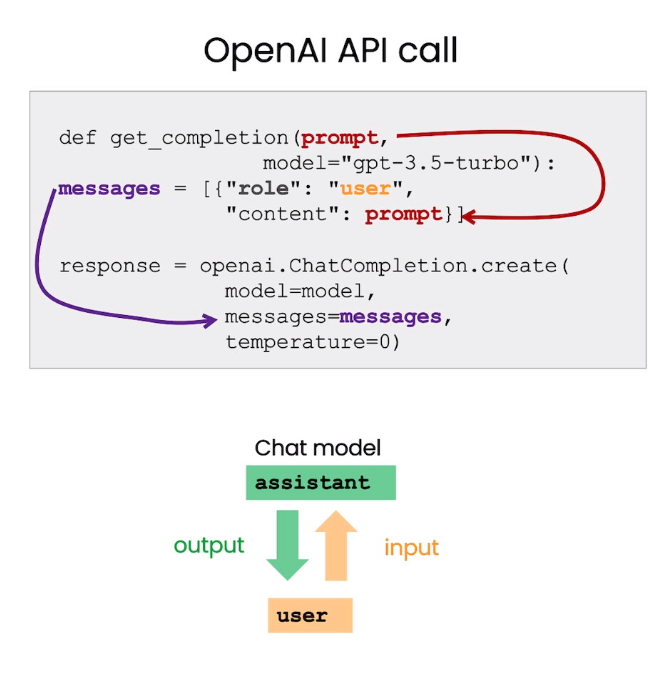 OpenAI API call
def get_completion(prompt,
model="gpt-3.5-turbo"):
messages = [{"role": "user",
"content": prompt}]
response = openai.ChatCompletion.create(
model=model,
messages=messages,
temperature=0)
Chat model
assistant
output
input
user